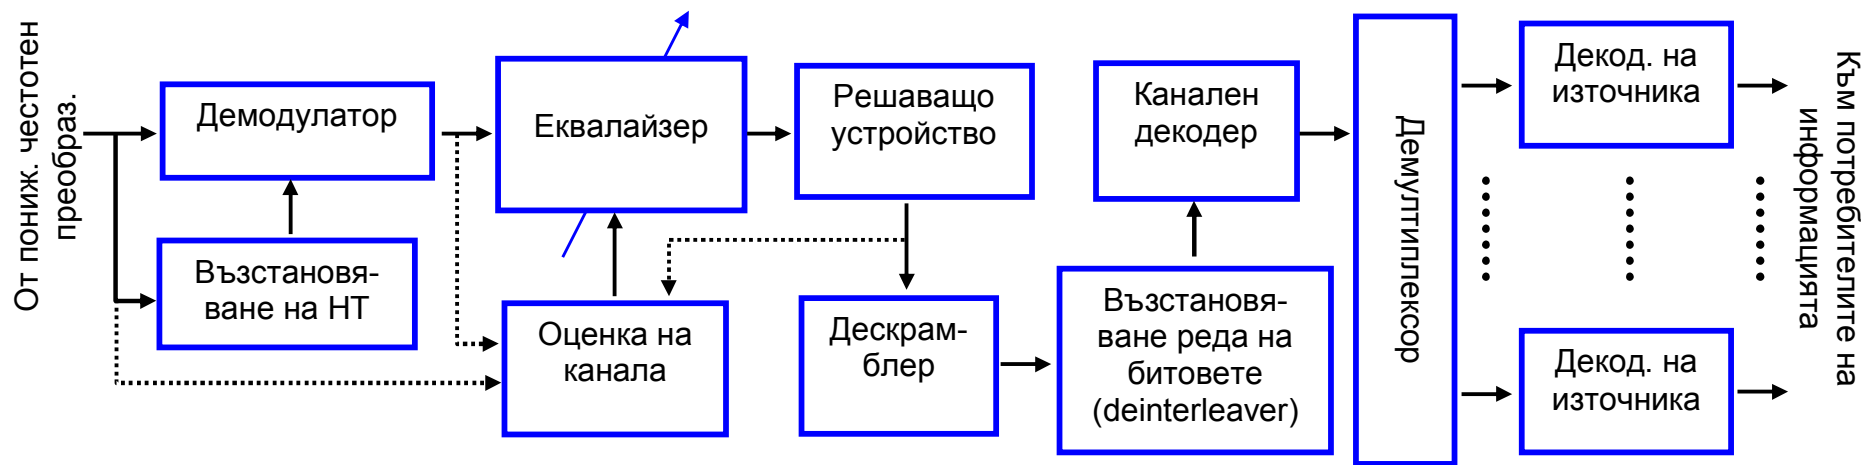 От пониж. честотен
преобраз.
Демодулатор
Възстановя-
ване на НТ
Еквалайзер
Оценка на
канала
Решаващо
устройство
Дескрам-
блер
Канален
декодер
Възстановя-
ване реда на
битовете
(deinterleaver)
Демултиплексор
Декод. на
източника
Декод. на
източника
Към потребителите на
информацията